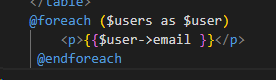 </table>
@foreach ($users as $user)
<p>{{$user->email }}</p>
@endforeach